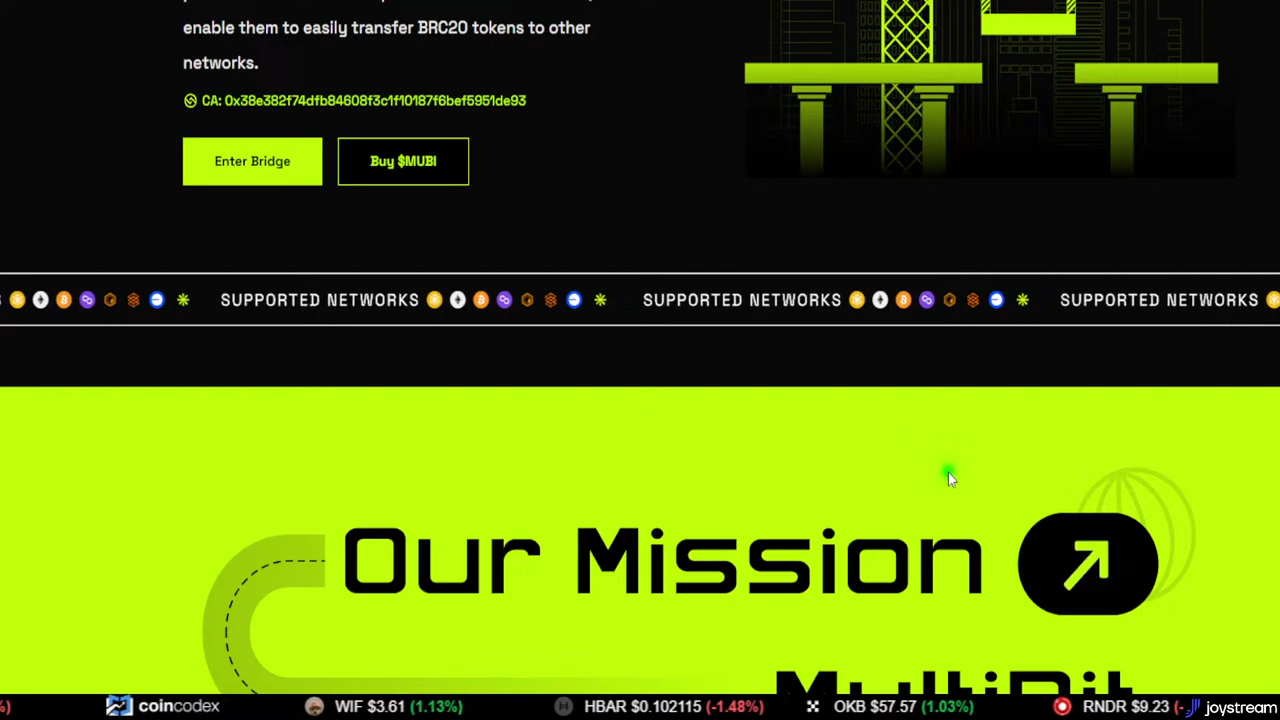 enable them to easily transfer BRC20 tokens to other
networks.
CA: 0x38e382f74dfb84608f3c1f10187f6bef5951de93
Enter Bridge
Buy $MUBI
SUPPORTED NETWORKS SUPPORTED NETWORKS SUPPORTED NETWORKS
Our Mission
MultiBit
%) coincodex WIF $3.61 (1.13%) HBAR $0.102115 (-1.48%) OKB $57.57 (1.03%) RNDR $9.23 (- joystream